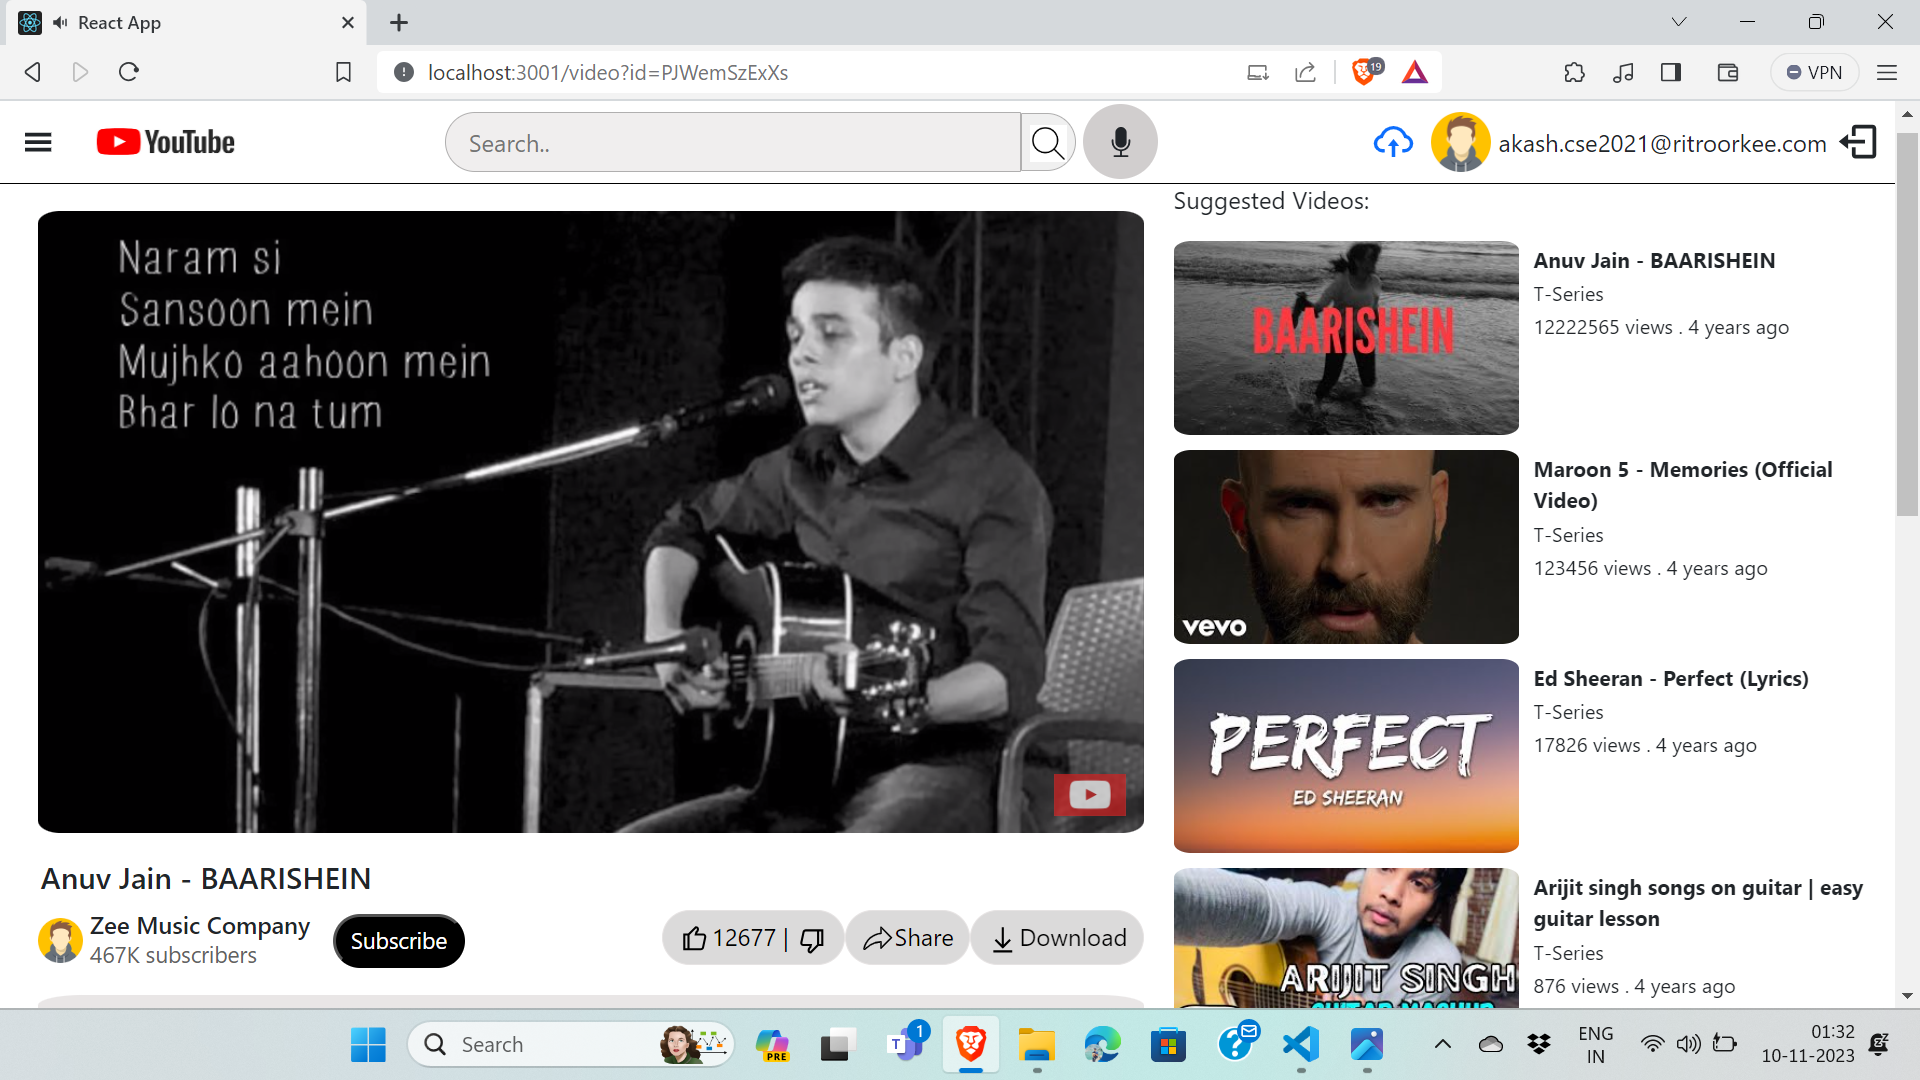 React App
localhost:3001/video?id=PJWemSzExXs
19
VPN
YouTube
Search..
akash.cse2021@ritroorkee.com
Naram si
Sansoon mein
Mujhko aahoon mein
Bhar lo na tum
Anuv Jain - BAARISHEIN
Zee Music Company
467K subscribers
Subscribe
12677 |
Share
Download
Suggested Videos:
BAARISHEIN
Anuv Jain - BAARISHEIN
T-Series
12222565 views . 4 years ago
vevo
Maroon 5 - Memories (Official
Video)
T-Series
123456 views . 4 years ago
PERFECT
ED SHEERAN
Ed Sheeran - Perfect (Lyrics)
T-Series
17826 views . 4 years ago
ARIJIT SINGH
Arijit singh songs on guitar | easy
guitar lesson
T-Series
876 views . 4 years ago
Search
PRE
1
ENG
IN
01:32
10-11-2023